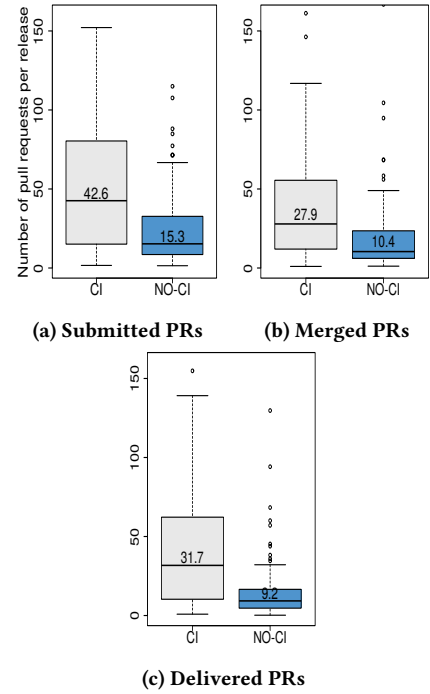 Number of pull requests per release
150
100
50
0
42.6
15.3
CI
NO-CI
(a) Submitted PRs
150
100
50
0
27.9
10.4
CI
NO-CI
(b) Merged PRs
150
100
50
0
31.7
9.2
CI
NO-CI
(c) Delivered PRs